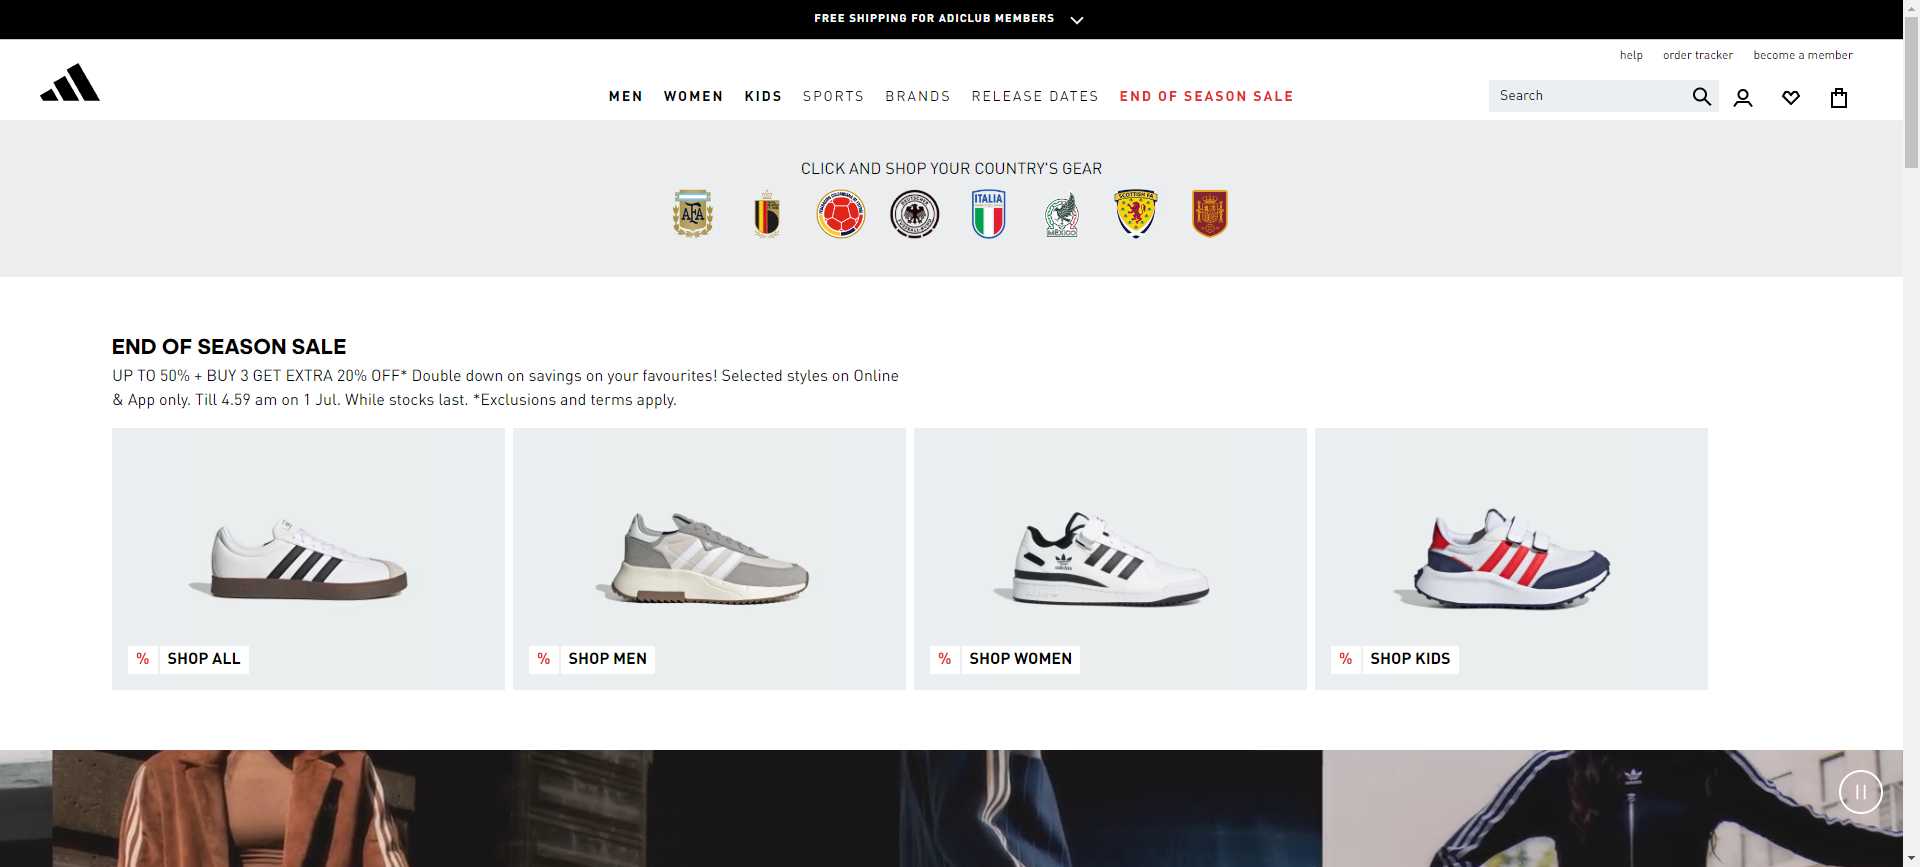 FREE SHIPPING FOR ADICLUB MEMBERS
help order tracker become a member
MEN WOMEN KIDS SPORTS BRANDS RELEASE DATES END OF SEASON SALE
Search
CLICK AND SHOP YOUR COUNTRY'S GEAR
AFA
ITALIA
MEXICO
SCOTTISH FA
END OF SEASON SALE
UP TO 50% + BUY 3 GET EXTRA 20% OFF* Double down on savings on your favourites! Selected styles on Online
& App only. Till 4.59 am on 1 Jul. While stocks last. *Exclusions and terms apply.
% SHOP ALL
% SHOP MEN
% SHOP WOMEN
% SHOP KIDS